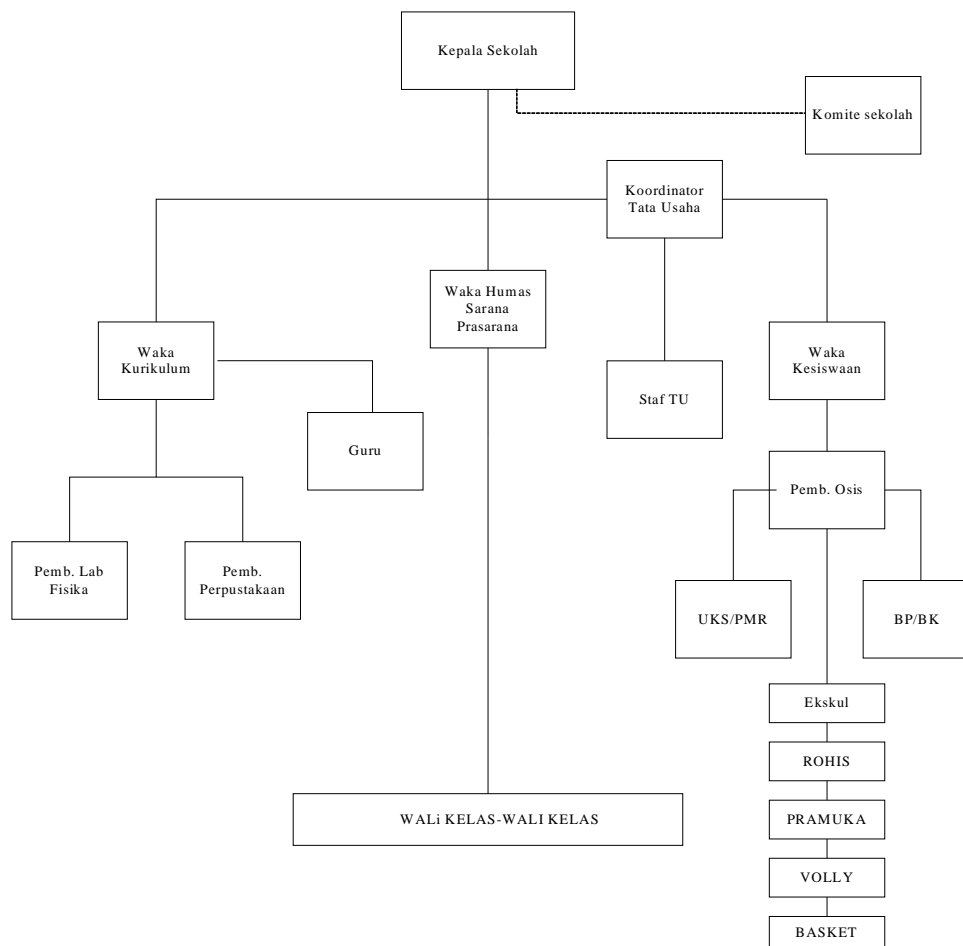 Kepala Sekolah
Komite sekolah
Koordinator
Tata Usaha
Waka Humas
Sarana
Prasarana
Waka
Kurikulum
Waka
Kesiswaan
Staf TU
Guru
Pemb. Osis
Pemb. Lab
Fisika
Pemb.
Perpustakaan
UKS/PMR
BP/BK
Ekskul
ROHIS
WALi KELAS-WALI KELAS
PRAMUKA
VOLLY
BASKET